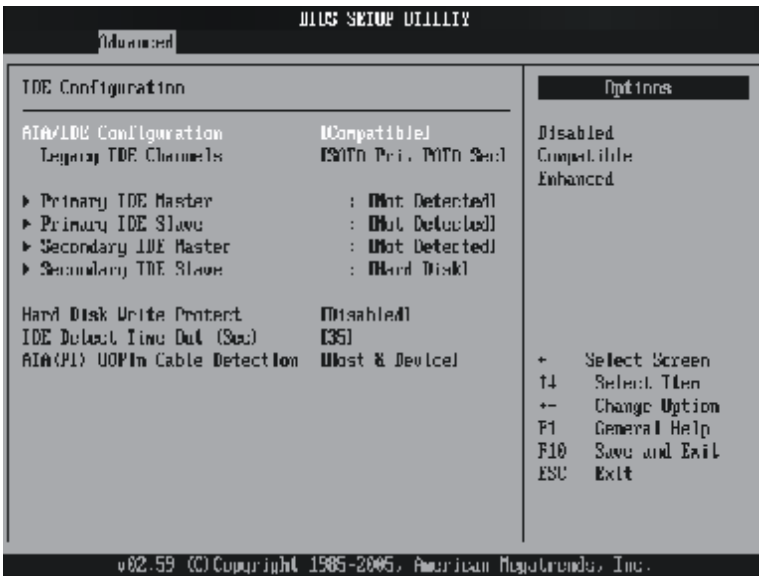 BIOS SETUP UTILITY
Advanced
IDE Configuration
ATA/IDE Configuration [Compatible]
Legacy IDE Channels [SATA Pri, PATA Sec]
Primary IDE Master : [Not Detected]
Primary IDE Slave : [Not Detected]
Secondary IDE Master : [Not Detected]
Secondary IDE Slave : [Hard Disk]
Hard Disk Write Protect [Disabled]
IDE Detect Time Out (Sec) [35]
ATA(PI) 80Pin Cable Detection [Host & Device]
Options
Disabled
Compatible
Enhanced
← Select Screen
↑↓ Select Item
+- Change Option
F1 General Help
F10 Save and Exit
ESC Exit
v02.59 (C)Copyright 1985-2005, American Megatrends, Inc.